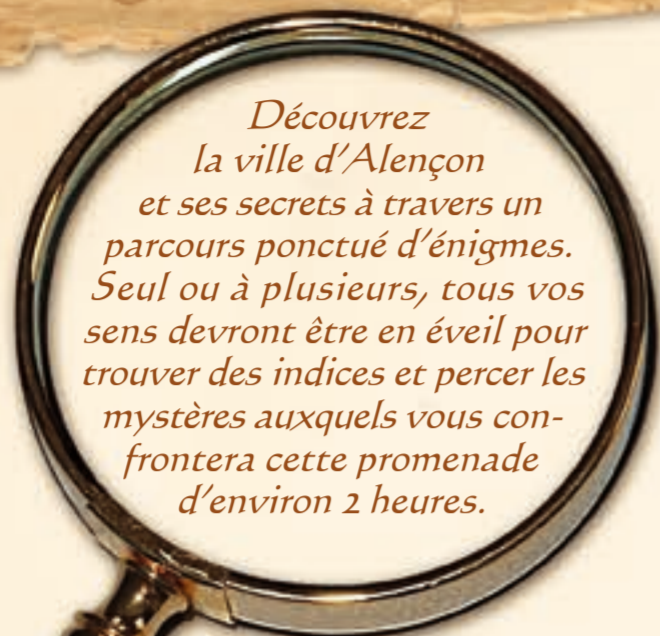 Découvrez
la ville d'Alençon
et ses secrets à travers un
parcours ponctué d'énigmes.
Seul ou à plusieurs, tous vos
sens devront être en éveil pour
trouver des indices et percer les
mystères auxquels vous con-
frontera cette promenade
d'environ 2 heures.